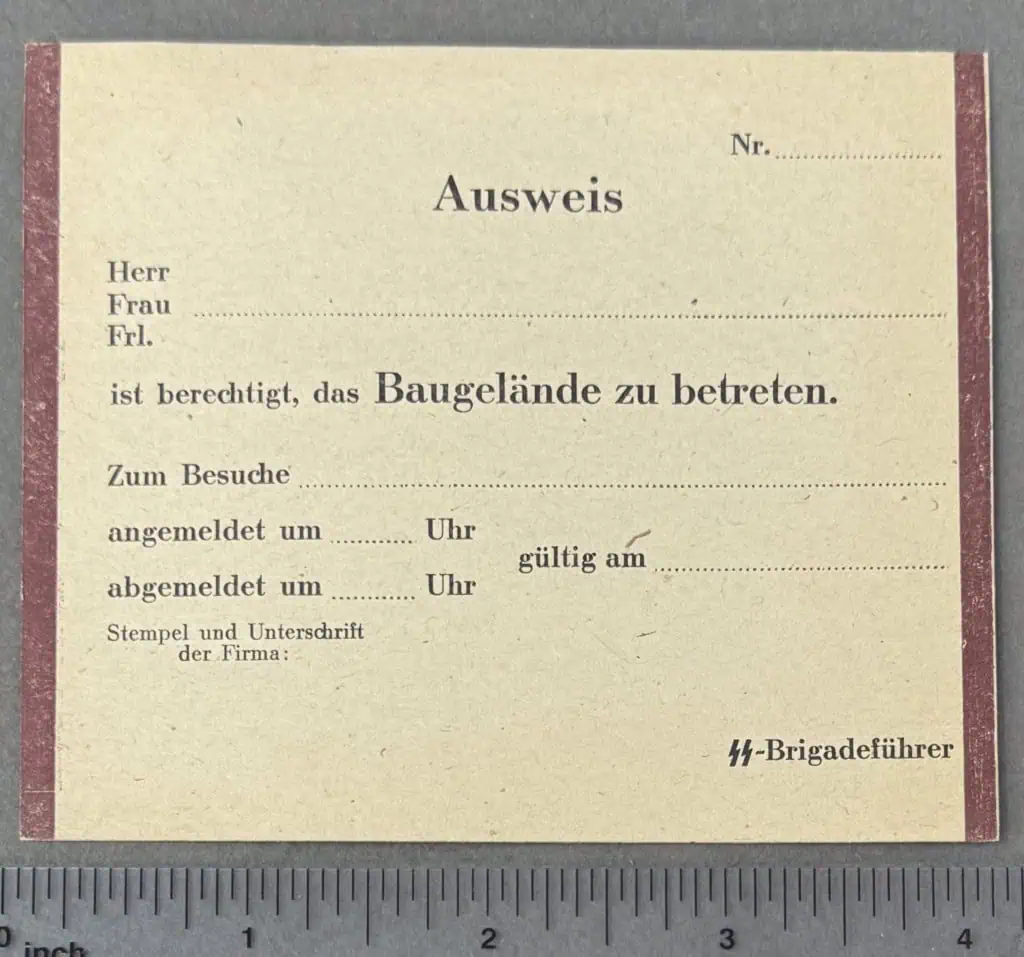 Nr. ........................
Ausweis
Herr
Frau ........................
Frl.
ist berechtigt, das Baugelände zu betreten.
Zum Besuche ........................
angemeldet um ............ Uhr
gültig am ........................
abgemeldet um ............ Uhr
Stempel und Unterschrift
der Firma:
ᛋᛋ-Brigadeführer
0 inch 1 2 3 4